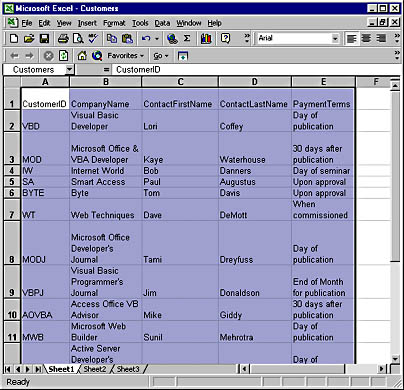 Microsoft Excel - Customers
File Edit View Insert Format Tools Data Window Help
Arial
Favorites Go
Customers = CustomerID
A B C D E F
1 CustomerID CompanyName ContactFirstName ContactLastName PaymentTerms
Visual Basic Day of
2 VBD Developer Lori Coffey publication
Microsoft Office & 30 days after
3 MOD VBA Developer Kaye Waterhouse publication
4 IW Internet World Bob Danners Day of seminar
5 SA Smart Access Paul Augustus Upon approval
6 BYTE Byte Tom Davis Upon approval
When
7 WT Web Techniques Dave DeMott commissioned
Microsoft Office
Developer's Day of
8 MODJ Journal Tami Dreyfuss publication
Visual Basic
Programmer's End of Month
9 VBPJ Journal Jim Donaldson for publication
Access Office VB 30 days after
10 AOVBA Advisor Mike Giddy publication
Microsoft Web Day of
11 MWB Builder Sunil Mehrotra publication
Active Server
Developer's Day of
Sheet1 Sheet2 Sheet3
Ready